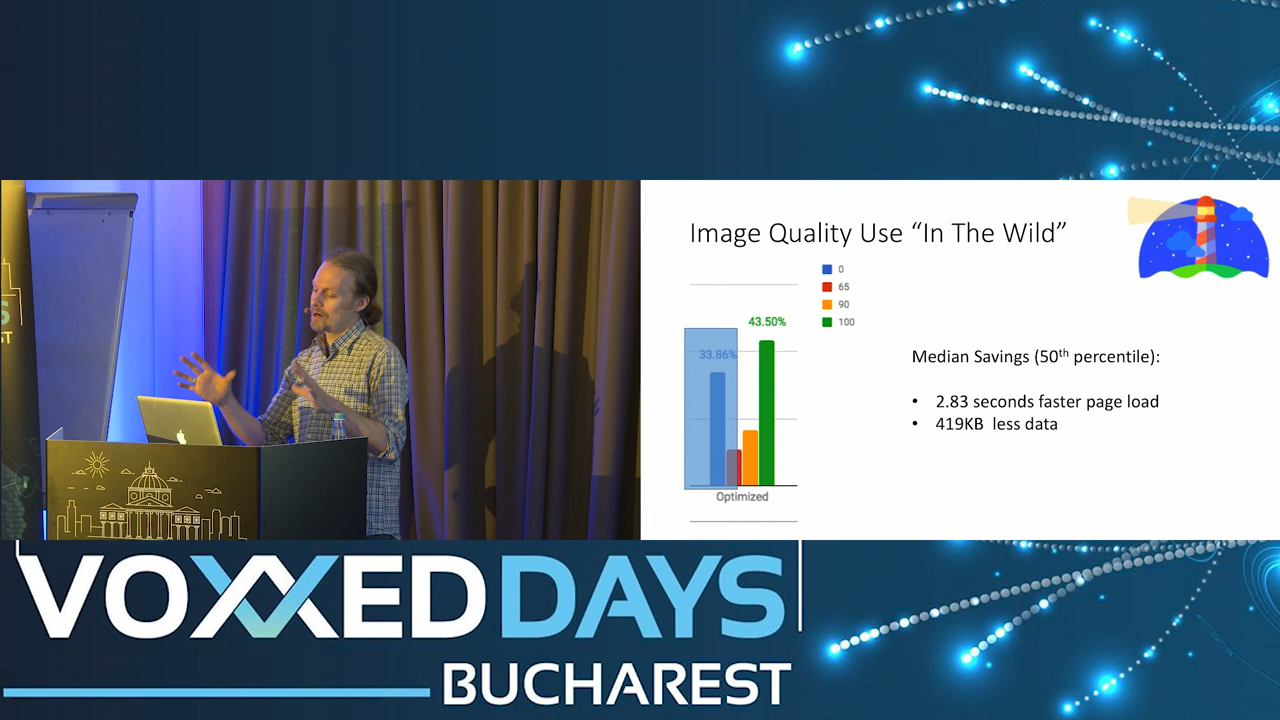 Image Quality Use “In The Wild”
0
65
90
100
43.50%
33.86%
Optimized
Median Savings (50th percentile):
• 2.83 seconds faster page load
• 419KB less data
VOXXED DAYS
BUCHAREST